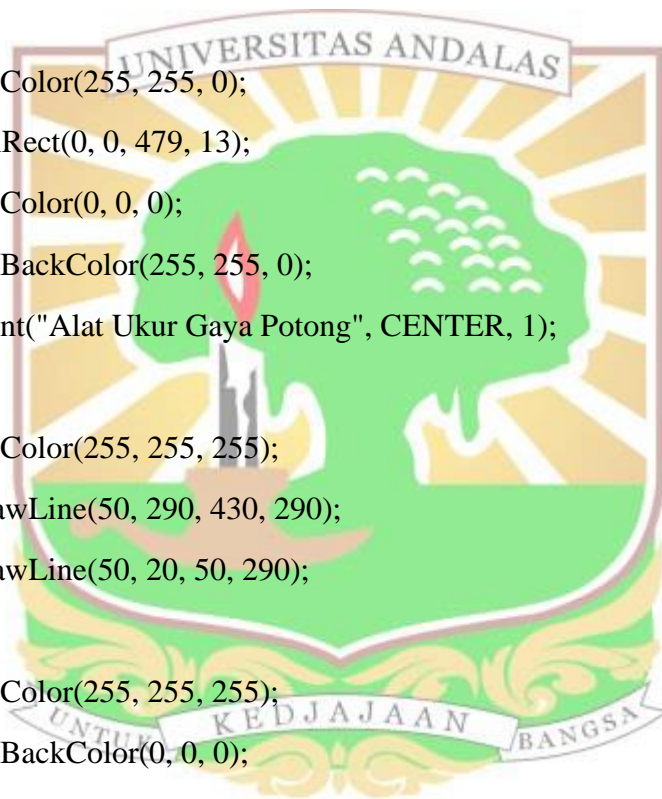 UNIVERSITAS ANDALAS
Color(255, 255, 0);
Rect(0, 0, 479, 13);
Color(0, 0, 0);
BackColor(255, 255, 0);
nt("Alat Ukur Gaya Potong", CENTER, 1);
Color(255, 255, 255);
wLine(50, 290, 430, 290);
wLine(50, 20, 50, 290);
Color(255, 255, 255);
UNTUK KEDJAJAAN BANGSA
BackColor(0, 0, 0);